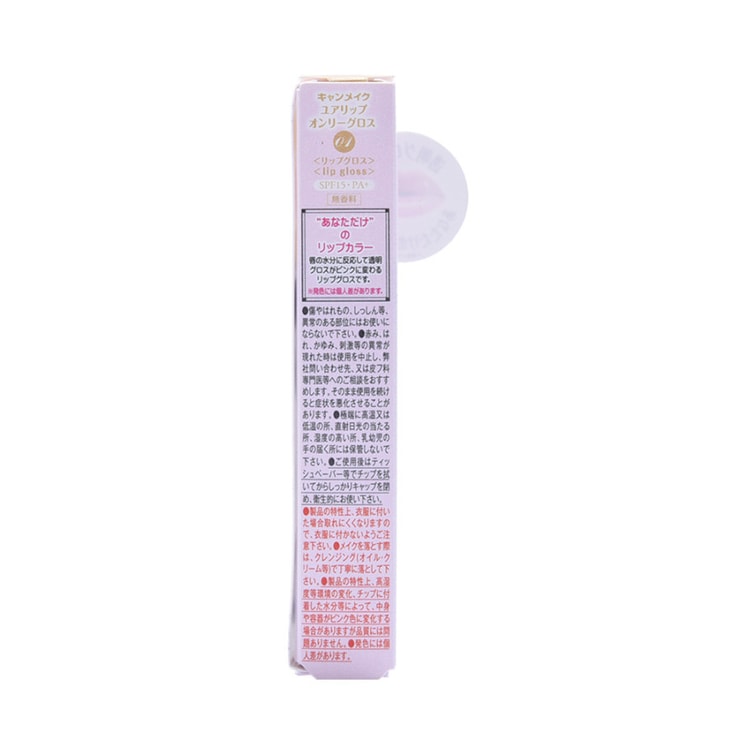 キャンメイク
ユアリップ
オンリーグロス
01
<リップグロス>
<lip gloss>
SPF15・PA+
無香料
"あなただけ"
の
リップカラー
唇の水分に反応して透明
グロスがピンクに変わる
リップグロスです。
※発色には個人差があります。
●傷やはれもの、しっしん等、
異常のある部位にはお使いに
ならないで下さい。●赤み、は
れ、かゆみ、刺激等の異常が
現れた時は使用を中止し、弊
社問い合わせ先、又は皮フ科
専門医等へのご相談をおすす
めします。そのまま使用を続け
ると症状を悪化させることが
あります。●極端に高温又は
低温の所、直射日光の当たる
所、湿度の高い所、乳幼児の
手の届く所には保管しないで
下さい。●ご使用後はティッ
シュペーパー等でチップを拭
いてからしっかりキャップを閉
め、衛生的にお使い下さい。
●製品の特性上、衣服に付い
た場合取れにくくなりますの
で、衣服に付かないようご注
意下さい。●メイクを落とす際
は、クレンジング(オイル・ク
リーム等)で丁寧に落として下
さい。●製品の特性上、高湿
度等環境の変化、チップに付
着した水分等によって、中身
や容器がピンク色に変化する
場合がありますが品質には問
題ありません。●発色には個
人差があります。